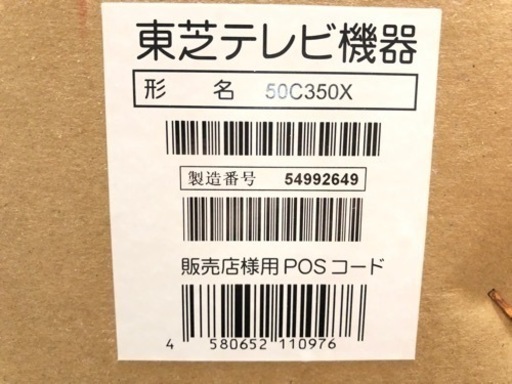 東芝テレビ機器
形 名 50C350X
製造番号 54992649
販売店様用POSコード
4 580652 110976